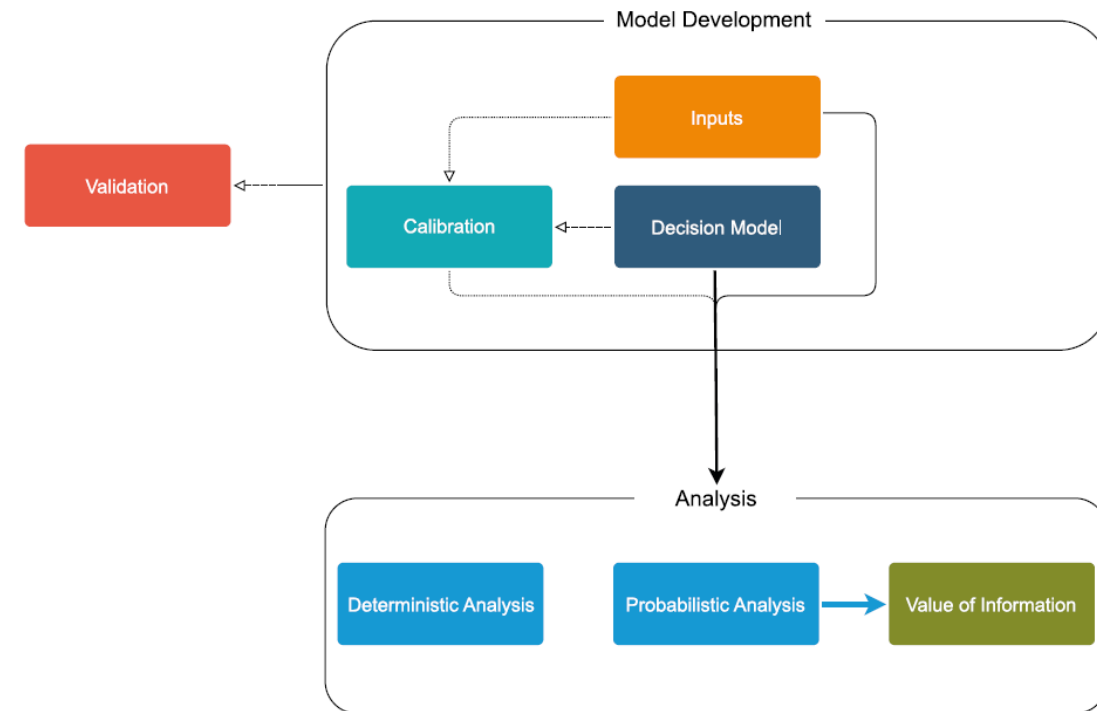 Model Development
Inputs
Validation
Calibration
Decision Model
Analysis
Deterministic Analysis
Probabilistic Analysis
Value of Information